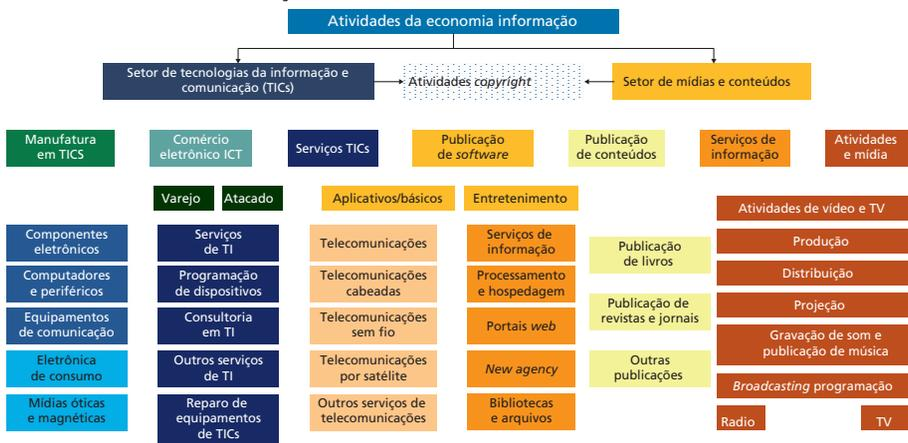 Atividades da economia informação
Setor de tecnologias da informação e
comunicação (TICs)
Atividades copyright
Setor de mídias e conteúdos
Manufatura
em TICS
Comércio
eletrônico ICT
Serviços TICs
Publicação
de software
Publicação
de conteúdos
Serviços de
informação
Atividades
e mídia
Varejo
Atacado
Aplicativos/básicos
Entretenimento
Componentes
eletrônicos
Computadores
e periféricos
Equipamentos
de comunicação
Eletrônica
de consumo
Mídias óticas
e magnéticas
Serviços
de TI
Programação
de dispositivos
Consultoria
em TI
Outros serviços
de TI
Reparo de
equipamentos
de TICs
Telecomunicações
Telecomunicações
cabeadas
Telecomunicações
sem fio
Telecomunicações
por satélite
Outros serviços de
telecomunicações
Serviços de
informação
Processamento
e hospedagem
Portais web
New agency
Bibliotecas
e arquivos
Publicação
de livros
Publicação de
revistas e jornais
Outras
publicações
Atividades de vídeo e TV
Produção
Distribuição
Projeção
Gravação de som e
publicação de música
Broadcasting programação
Radio
TV